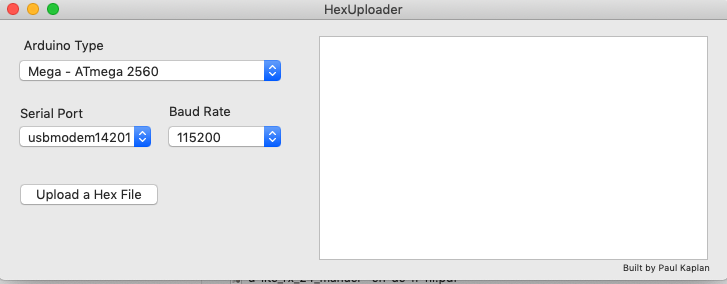 HexUploader
Arduino Type
Mega - ATmega 2560
Serial Port
Baud Rate
usbmodem14201
115200
Upload a Hex File
Built by Paul Kaplan